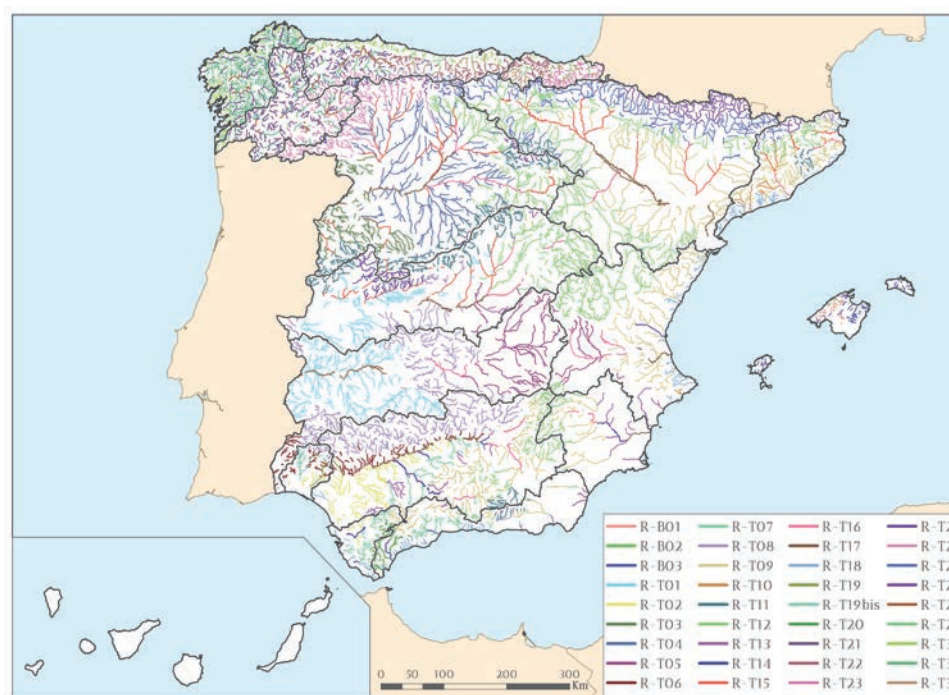 R-B01 R-T07 R-T16
R-B02 R-T08 R-T17
R-B03 R-T09 R-T18
R-T01 R-T10 R-T19
R-T02 R-T11 R-T19bis
R-T03 R-T12 R-T20
R-T04 R-T13 R-T21
R-T05 R-T14 R-T22
R-T06 R-T15 R-T23
0 50 100 200 300
Km